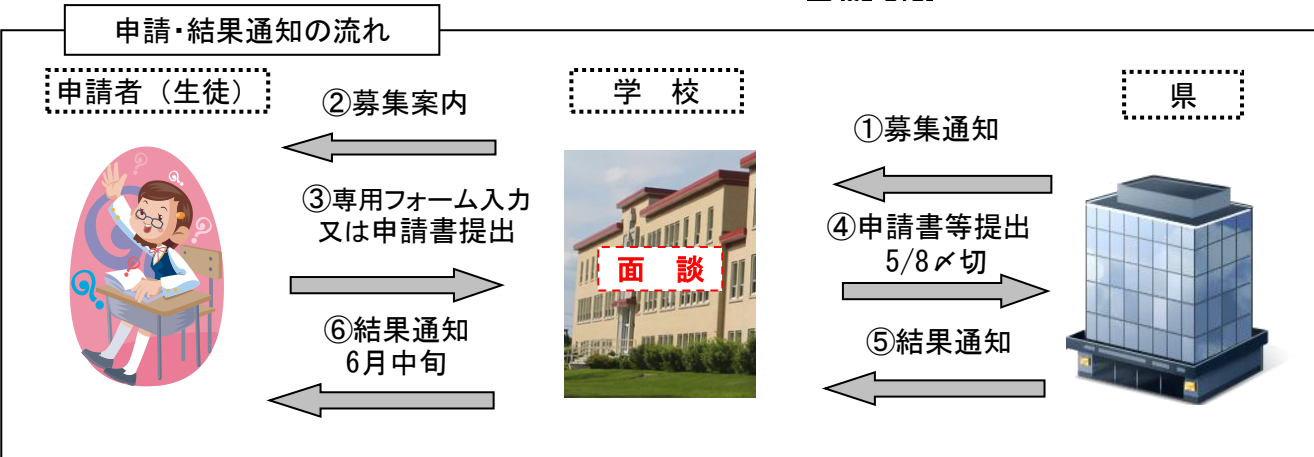 申請・結果通知の流れ
申請者（生徒）
学　校
県
①募集通知
②募集案内
③専用フォーム入力
又は申請書提出
④申請書等提出
5/8〆切
面　談
⑤結果通知
⑥結果通知
6月中旬